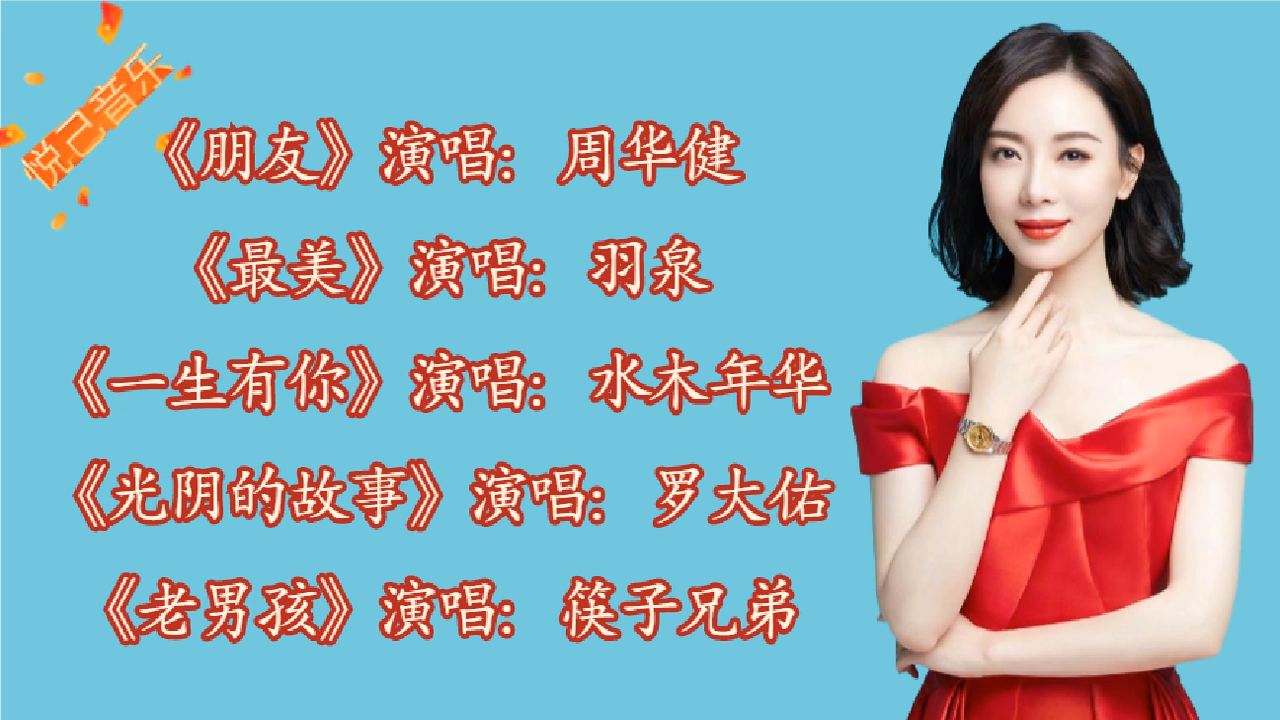 悦己音乐
《朋友》演唱：周华健
《最美》演唱：羽泉
《一生有你》演唱：水木年华
《光阴的故事》演唱：罗大佑
《老男孩》演唱：筷子兄弟